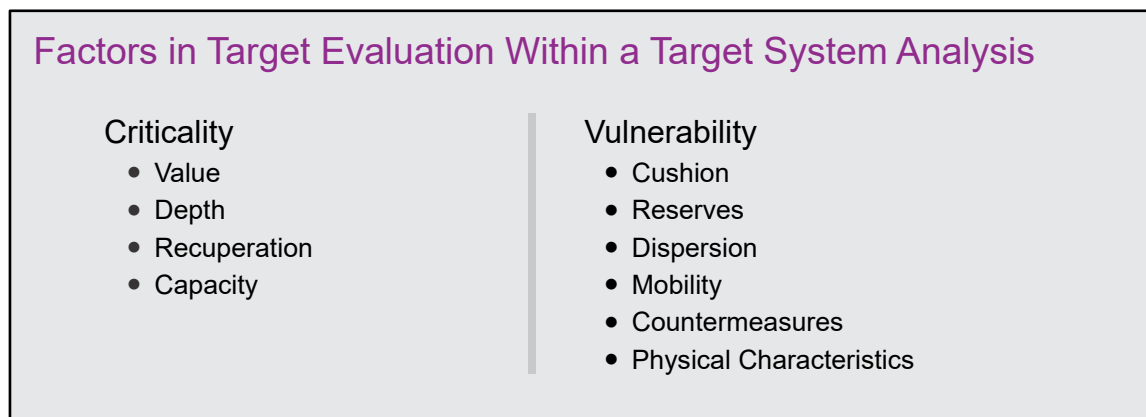 Factors in Target Evaluation Within a Target System Analysis
Criticality
• Value
• Depth
• Recuperation
• Capacity
Vulnerability
• Cushion
• Reserves
• Dispersion
• Mobility
• Countermeasures
• Physical Characteristics